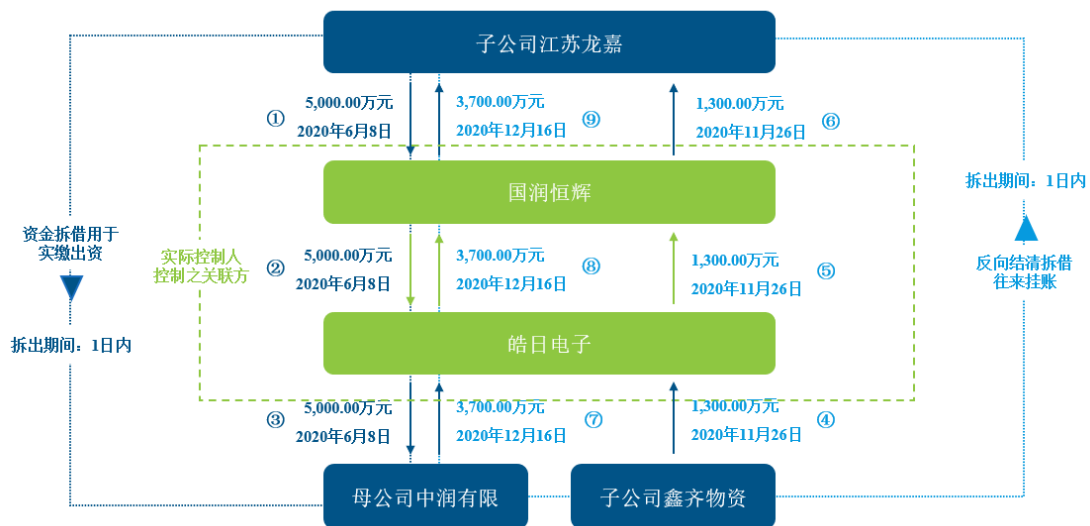 子公司江苏龙嘉
①
5,000.00万元
2020年6月8日
3,700.00万元
2020年12月16日
⑨
1,300.00万元
2020年11月26日
⑥
国润恒辉
资金拆借用于
实缴出资
拆出期间：1日内
实际控制人
控制之关联方
②
5,000.00万元
2020年6月8日
3,700.00万元
2020年12月16日
⑧
1,300.00万元
2020年11月26日
⑤
拆出期间：1日内
反向结清拆借
往来挂账
皓日电子
③
5,000.00万元
2020年6月8日
3,700.00万元
2020年12月16日
⑦
1,300.00万元
2020年11月26日
④
母公司中润有限
子公司鑫齐物资